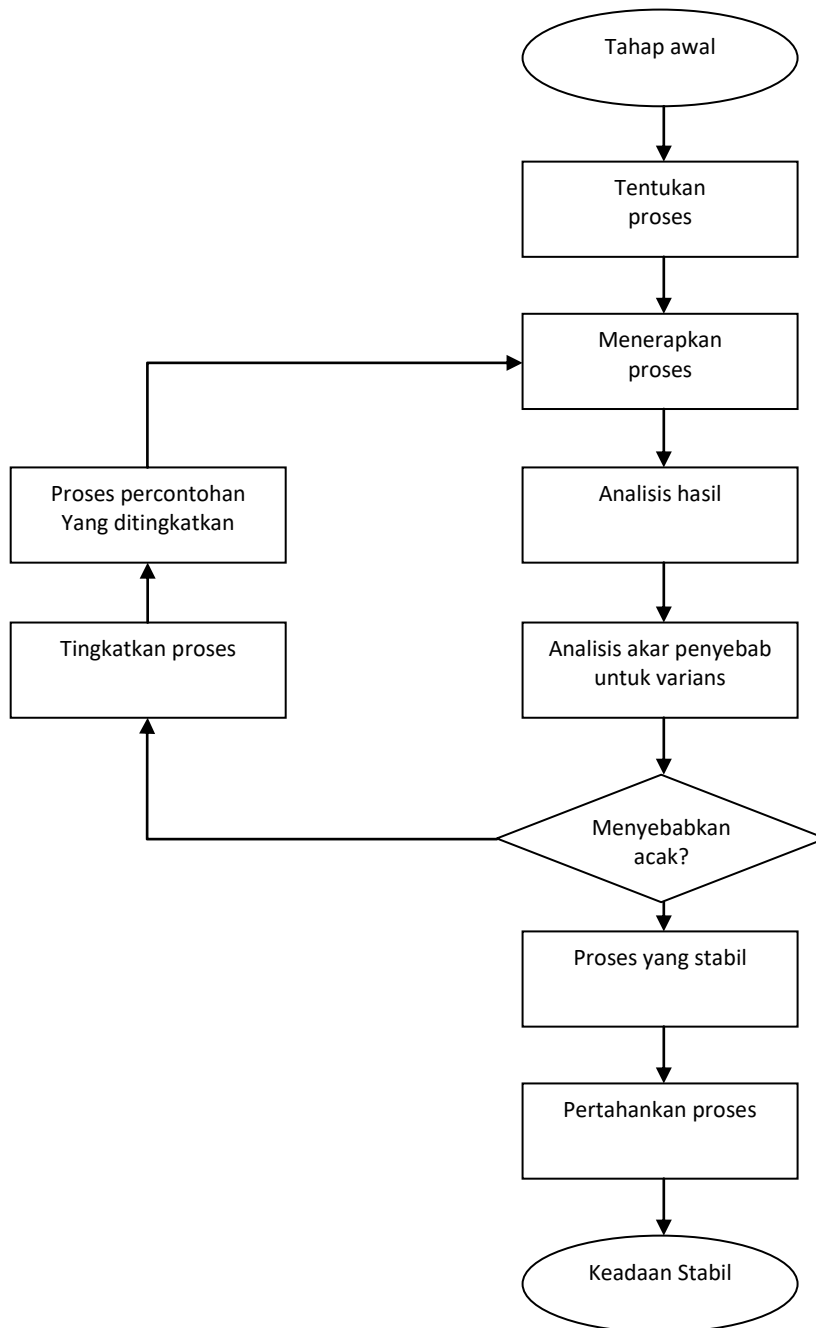 Tahap awal
Tentukan
proses
Menerapkan
proses
Proses percontohan
Yang ditingkatkan
Analisis hasil
Tingkatkan proses
Analisis akar penyebab
untuk varians
Menyebabkan
acak?
Proses yang stabil
Pertahankan proses
Keadaan Stabil